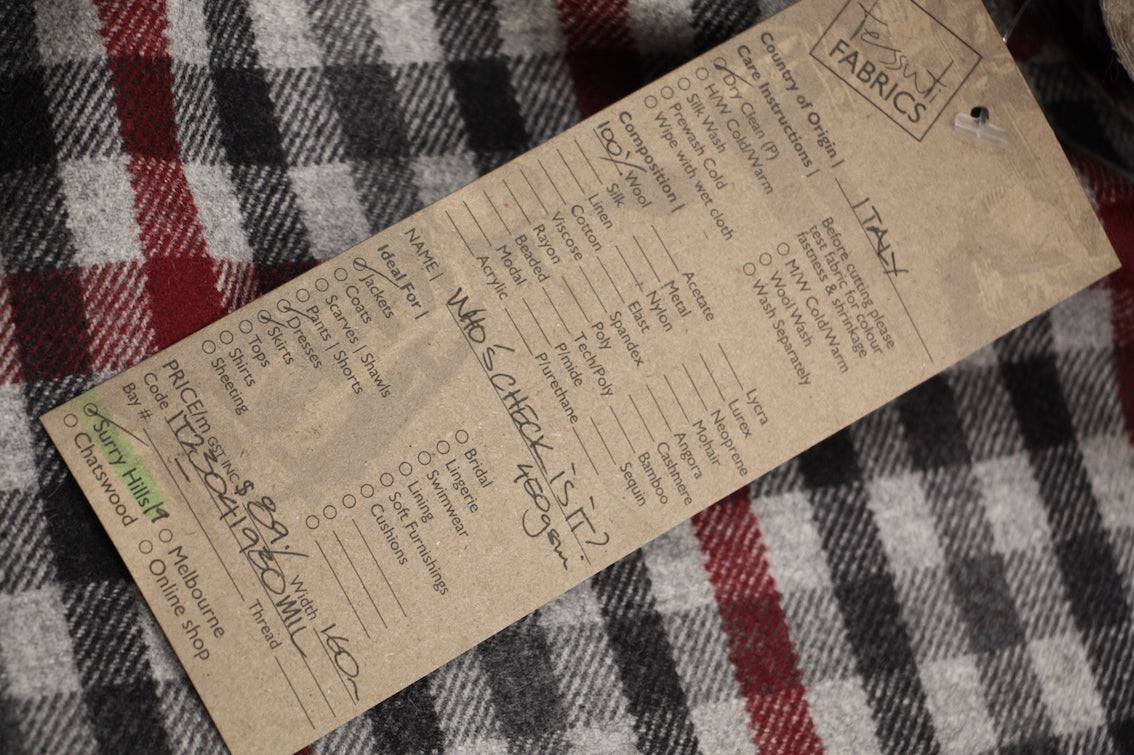 tessuti
FABRICS
Country of Origin | ITALY
Care Instructions |
Dry Clean (P)
H/W Cold/Warm
Silk Wash
Prewash Cold
Wipe with wet cloth
Before cutting please
test fabric for colour
fastness & shrinkage
M/W Cold/Warm
Wool Wash
Wash Separately
Composition |
100% Wool
Silk
Linen
Cotton
Viscose
Rayon
Beaded
Modal
Acrylic
Acetate
Metal
Nylon
Elast
Spandex
Poly
Tech/Poly
P/mide
P/urethane
Lycra
Lurex
Neoprene
Mohair
Angora
Cashmere
Bamboo
Sequin
NAME | WHO'S CHECK is iT?
450gsm
Ideal For |
Jackets
Coats
Scarves | Shawls
Pants | Shorts
Dresses
Skirts
Tops
Shirts
Sheeting
Bridal
Lingerie
Swimwear
Lining
Soft Furnishings
Cushions
PRICE/m GST INC $ 89./ Width 160
Code
Bay # Thread
Surry Hills
Chatswood
Melbourne
Online shop